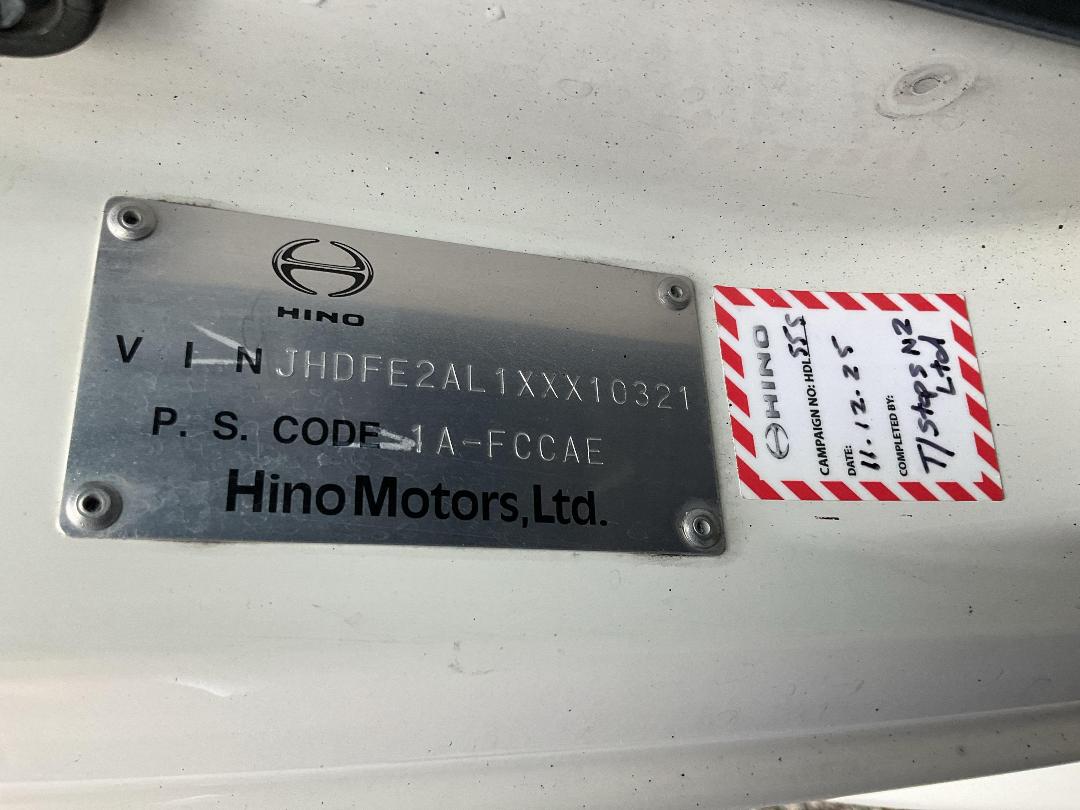 HINO
V I N JHDFE2AL1XXX10321
P. S. CODE 1A-FCCAE
Hino Motors, Ltd.
HINO
CAMPAIGN NO: HDL555
DATE:
11.12.25
COMPLETED BY:
T/Stops NZ
Ltd